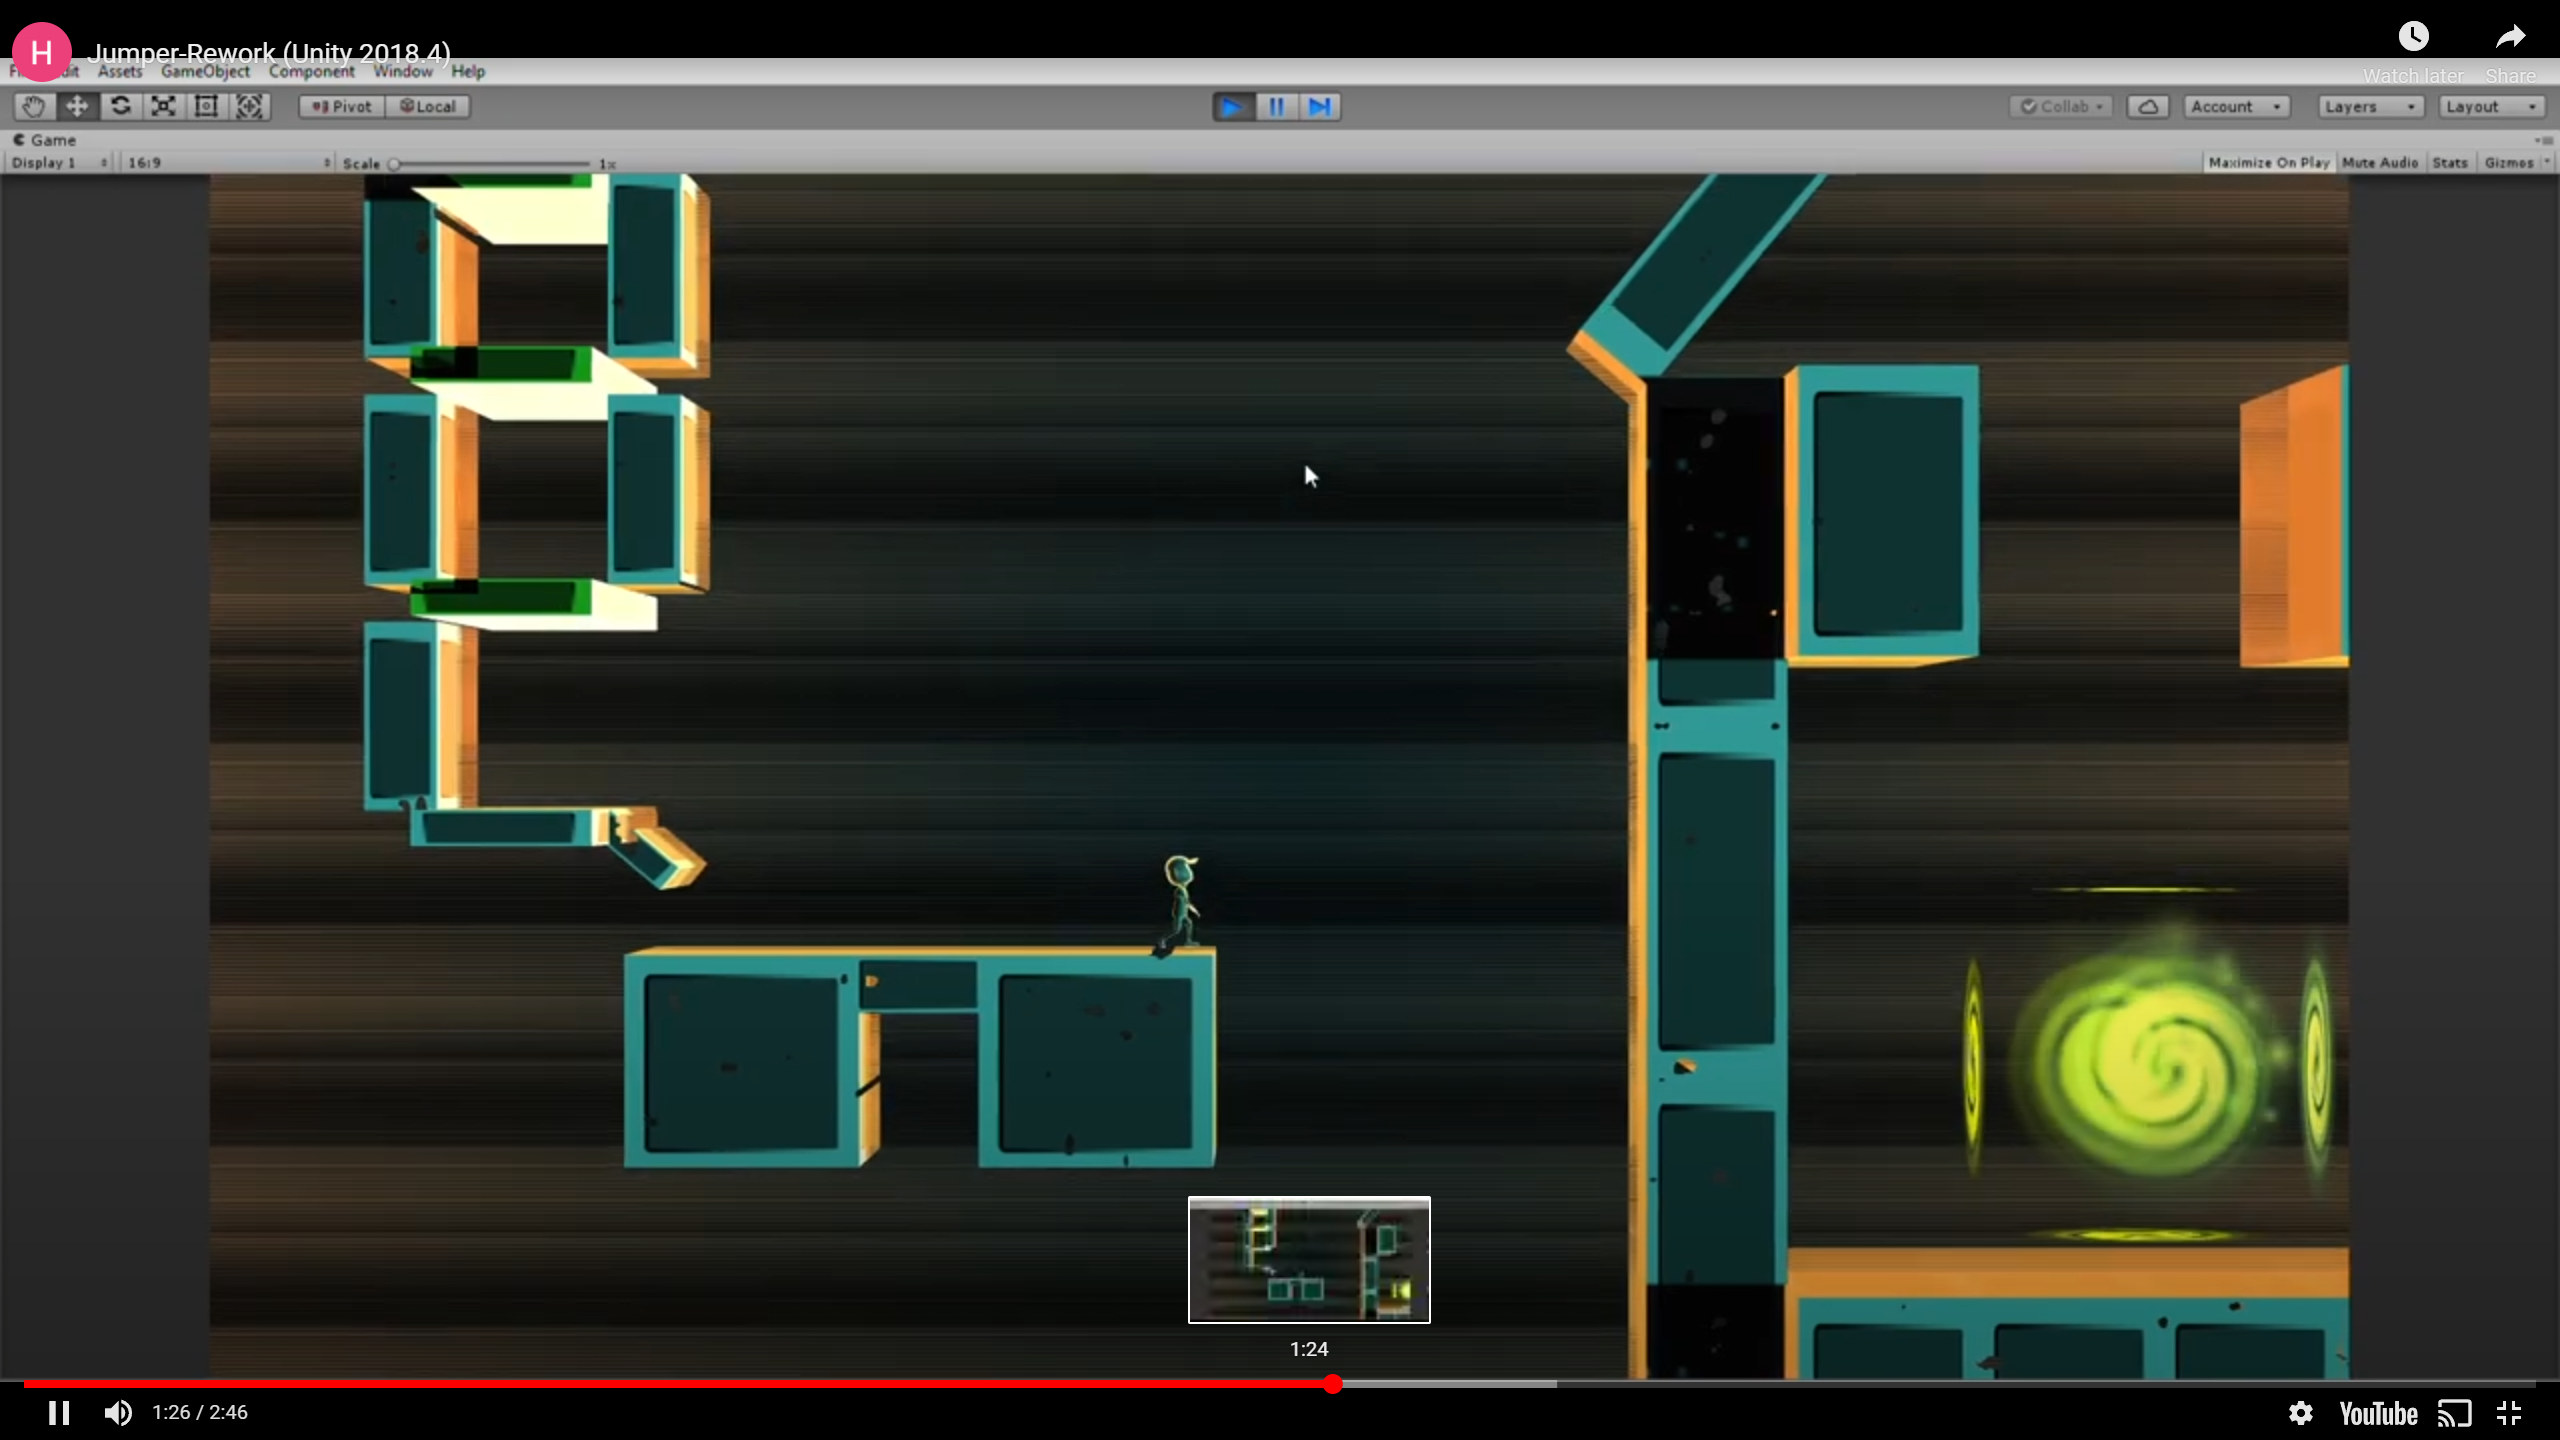 H
Jumper-Rework (Unity 2018.4)
Watch later Share
Assets GameObject Component Window Help
Pivot Local
Collab Account Layers Layout
Game
Display 1 16:9 Scale 1x
Maximize On Play Mute Audio Stats Gizmos
1:24
1:26 / 2:46
YouTube